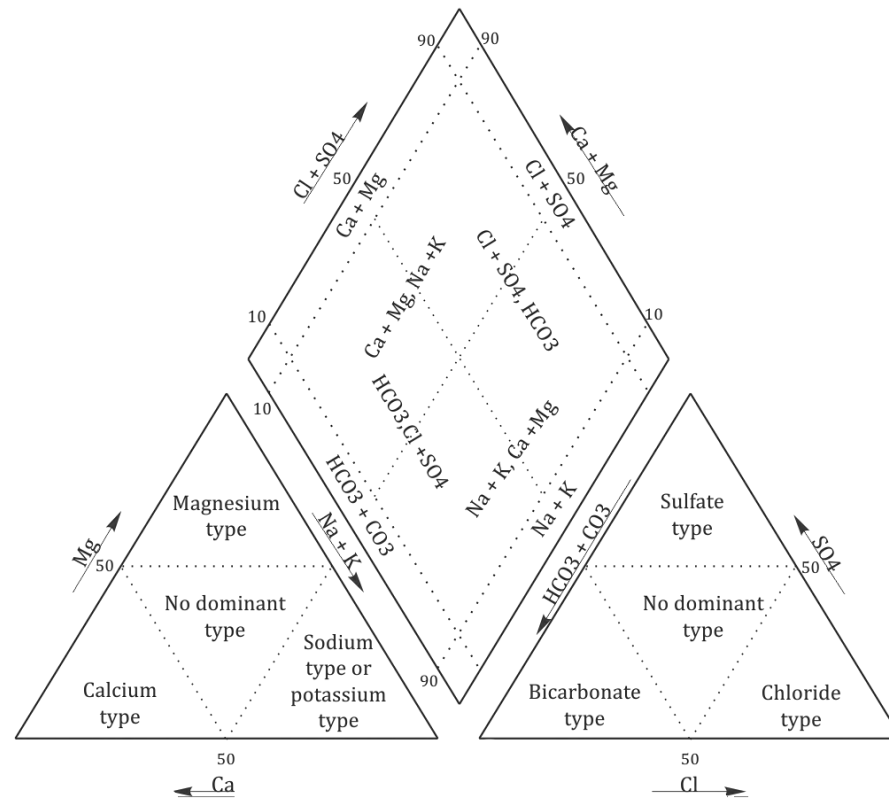 90
90
Cl + SO4
Ca + Mg
50
50
Ca + Mg
Cl + SO4
Ca + Mg, Na +K
Cl + SO4, HCO3
10
10
10
HCO3,Cl +SO4
Na + K, Ca +Mg
HCO3 + CO3
Na + K
Magnesium
type
Sulfate
type
Mg
Na + K
HCO3 + CO3
SO4
50
50
No dominant
type
No dominant
type
Sodium
type or
potassium
type
Calcium
type
90
Bicarbonate
type
Chloride
type
50
50
Ca
Cl